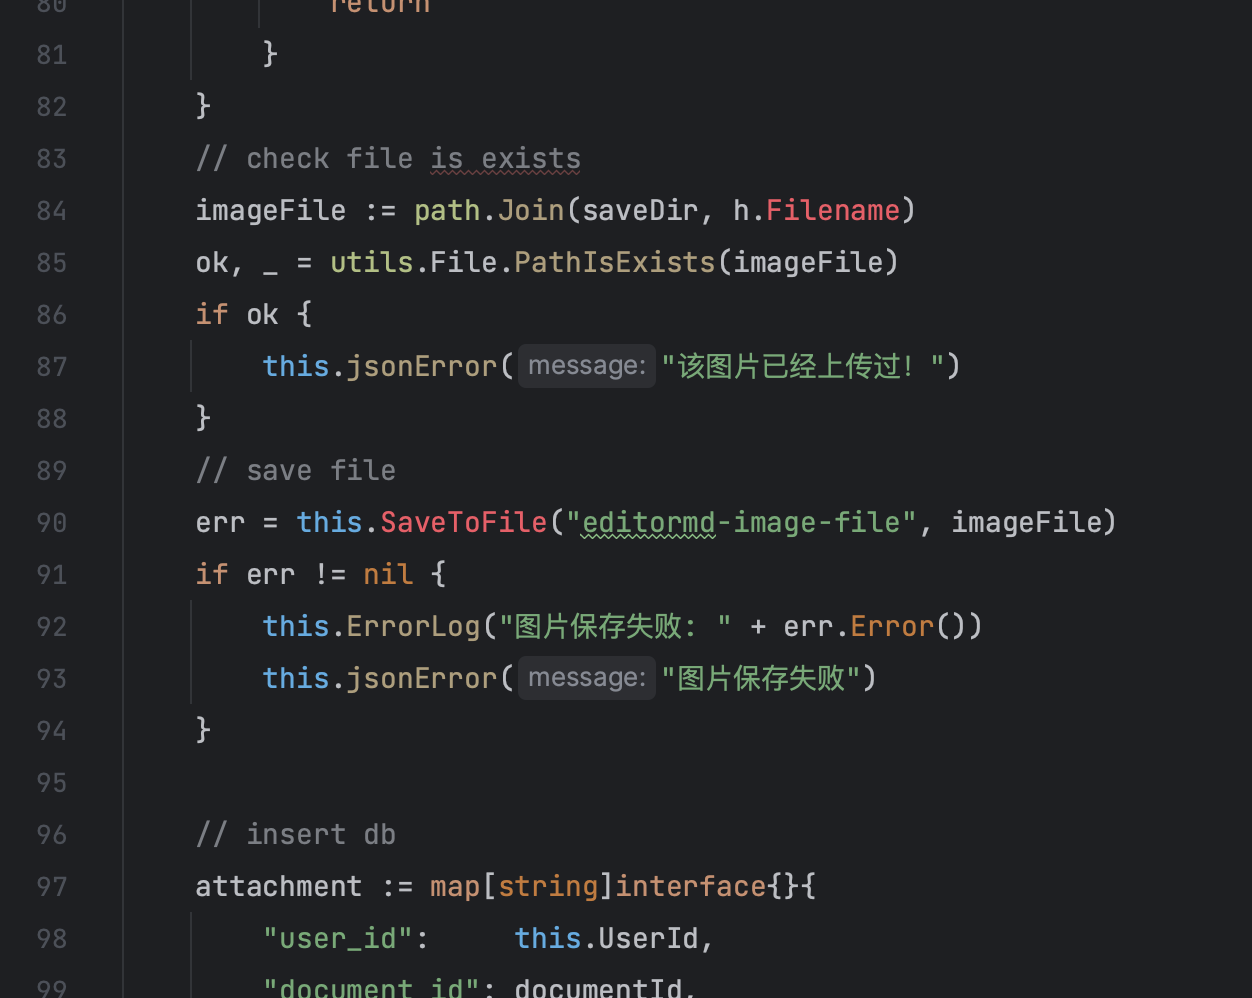 80 return
81 }
82 }
83 // check file is exists
84 imageFile := path.Join(saveDir, h.Filename)
85 ok, _ = utils.File.PathIsExists(imageFile)
86 if ok {
87 this.jsonError( message: "该图片已经上传过！")
88 }
89 // save file
90 err = this.SaveToFile("editormd-image-file", imageFile)
91 if err != nil {
92 this.ErrorLog("图片保存失败: " + err.Error())
93 this.jsonError( message: "图片保存失败")
94 }
95
96 // insert db
97 attachment := map[string]interface{}{
98 "user_id": this.UserId,
99 "document_id": documentId,